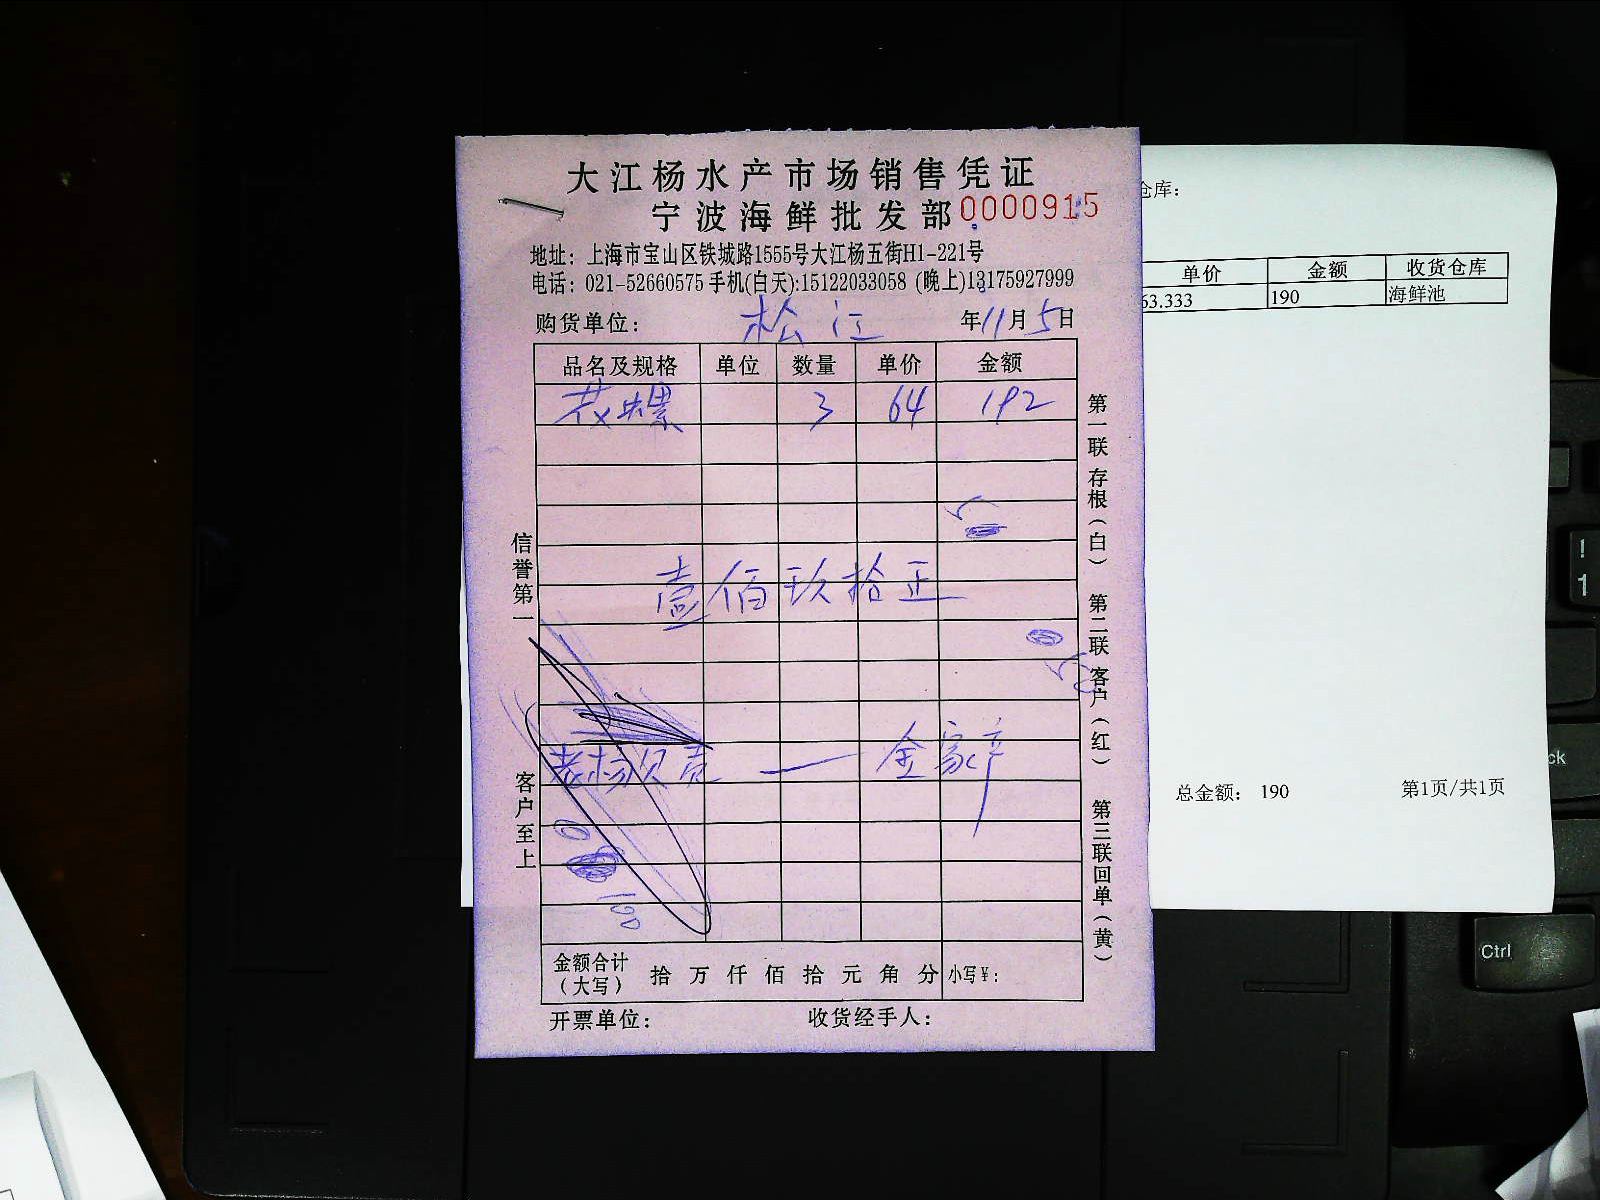 大江杨水产市场销售凭证
宁波海鲜批发部 0000915
地址：上海市宝山区铁城路1555号大江杨五街H1-221号
电话：021-52660575 手机(白天):15122033058 (晚上)13175927999
购货单位： 松江 年11月5日
品名及规格 单位 数量 单价 金额
花螺 3 64 192
壹佰玖拾正
金额合计（大写） 拾 万 仟 佰 拾 元 角 分 小写¥：
开票单位： 收货经手人：
信誉第一
客户至上
第一联 存根（白） 第二联 客户（红） 第三联 回单（黄）
仓库：
单价 金额 收货仓库
63.333 190 海鲜池
总金额： 190 第1页/共1页
!
1
ck
Ctrl